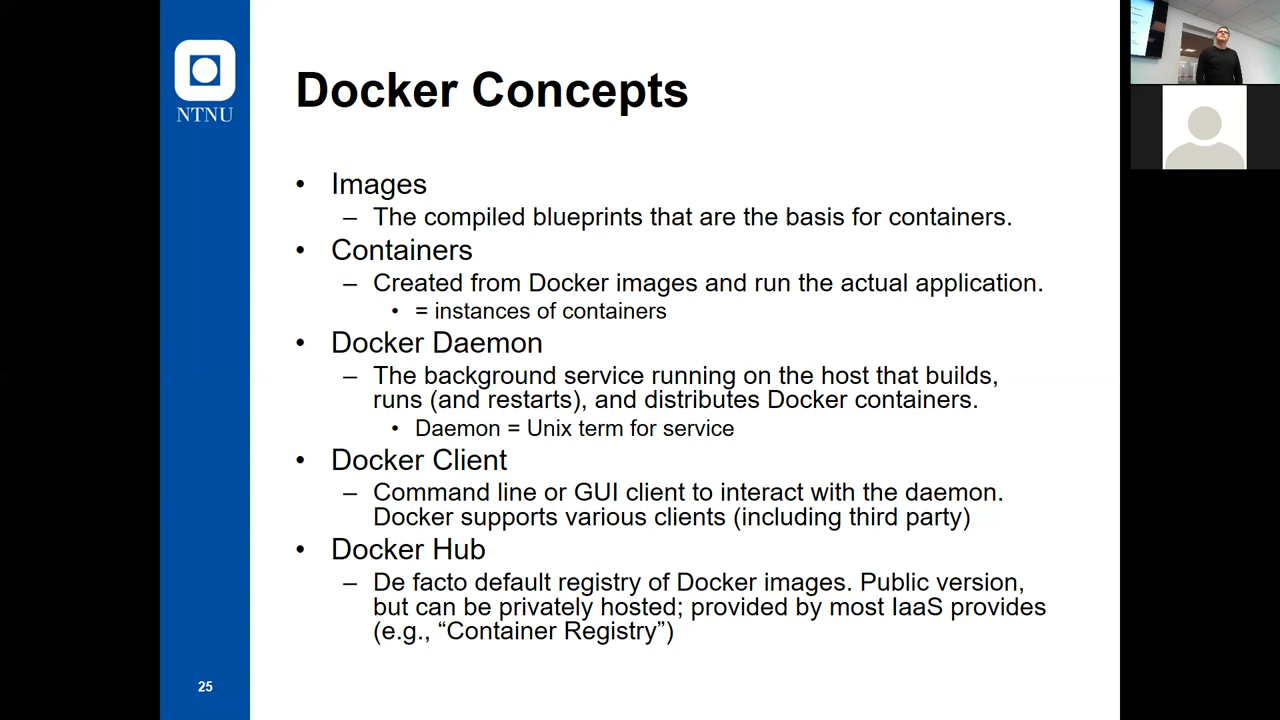 NTNU
Docker Concepts
• Images
– The compiled blueprints that are the basis for containers.
• Containers
– Created from Docker images and run the actual application.
• = instances of containers
• Docker Daemon
– The background service running on the host that builds,
runs (and restarts), and distributes Docker containers.
• Daemon = Unix term for service
• Docker Client
– Command line or GUI client to interact with the daemon.
Docker supports various clients (including third party)
• Docker Hub
– De facto default registry of Docker images. Public version,
but can be privately hosted; provided by most IaaS provides
(e.g., “Container Registry”)
25